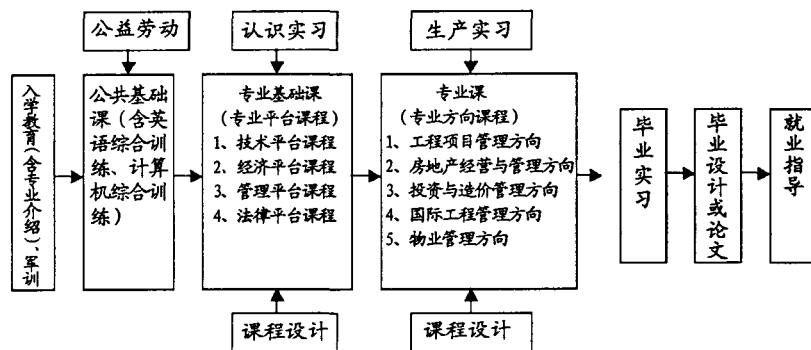 公益劳动
认识实习
生产实习
入学教育（含专业介绍）、军训
公共基础
课（含英
语综合训
练、计算
机综合训
练）
专业基础课
（专业平台课程）
1、技术平台课程
2、经济平台课程
3、管理平台课程
4、法律平台课程
专业课
（专业方向课程）
1、工程项目管理方向
2、房地产经营与管理方向
3、投资与造价管理方向
4、国际工程管理方向
5、物业管理方向
毕业实习
毕业设计或论文
就业指导
课程设计
课程设计